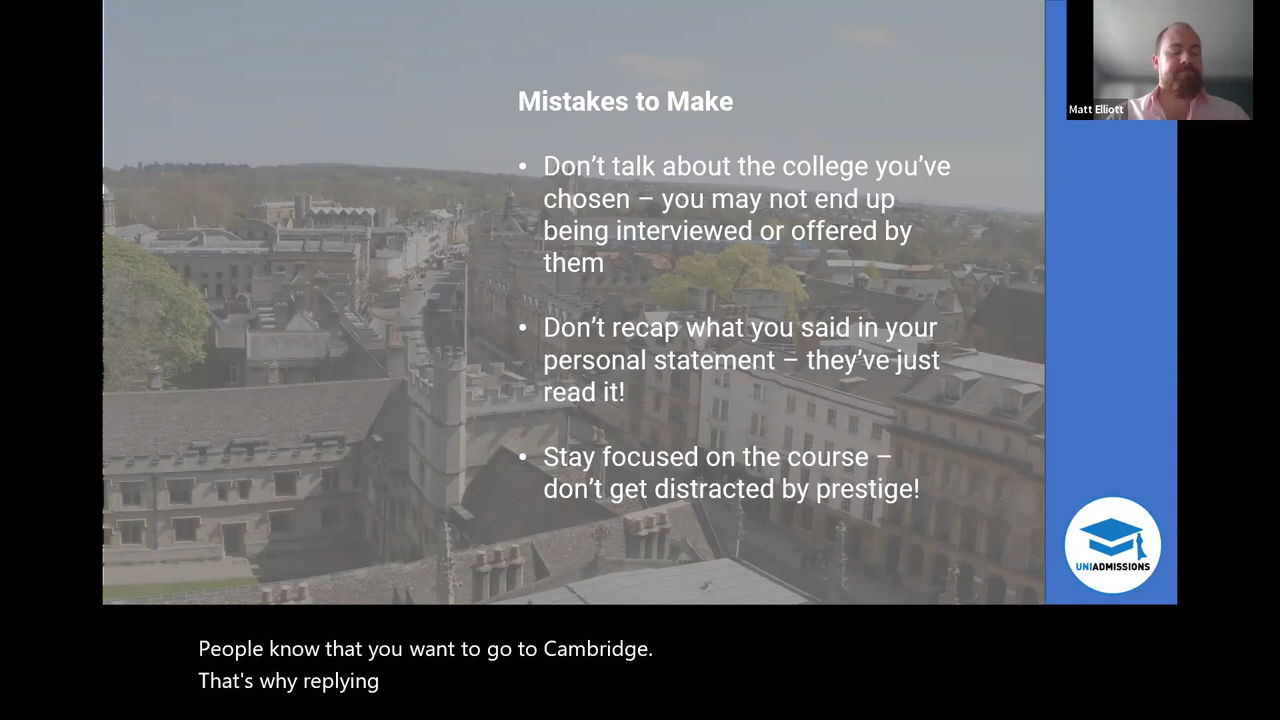 Mistakes to Make
• Don’t talk about the college you’ve
chosen – you may not end up
being interviewed or offered by
them
• Don’t recap what you said in your
personal statement – they’ve just
read it!
• Stay focused on the course –
don’t get distracted by prestige!
Matt Elliott
UNIADMISSIONS
People know that you want to go to Cambridge.
That's why replying